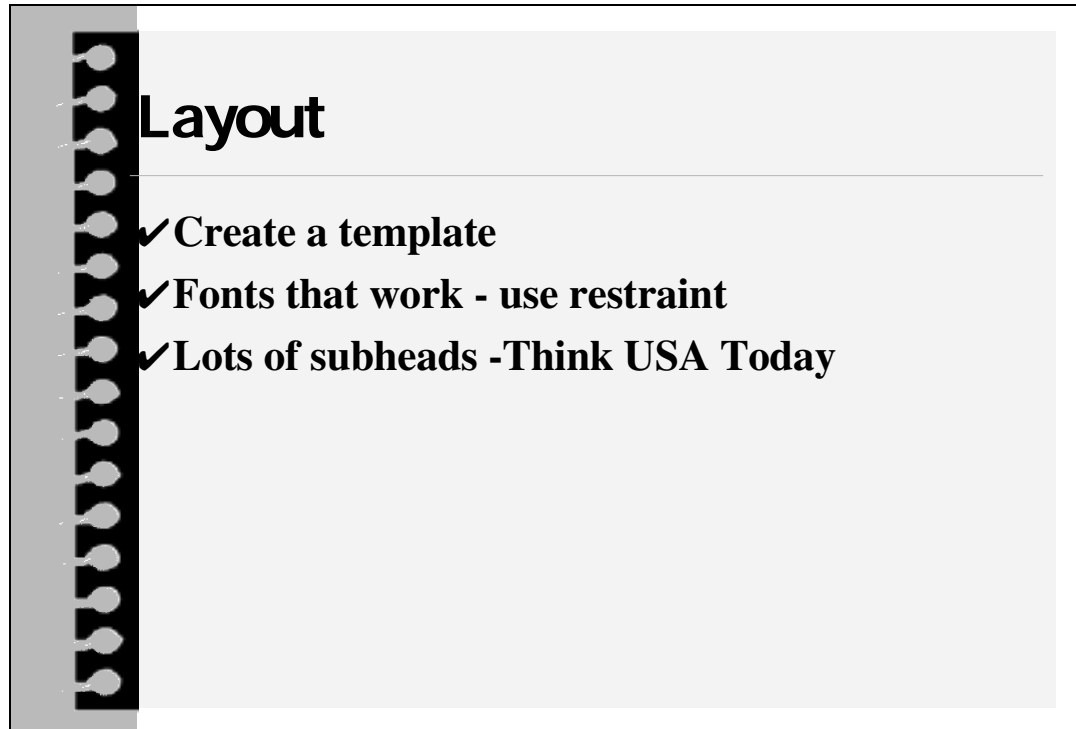 Layout
✔Create a template
✔Fonts that work - use restraint
✔Lots of subheads -Think USA Today